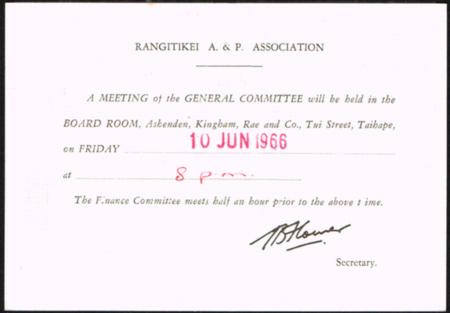 RANGITIKEI A. & P. ASSOCIATION
A MEETING of the GENERAL COMMITTEE will be held in the
BOARD ROOM, Askenden, Kingham, Rae and Co., Tui Street, Taihape,
on FRIDAY 10 JUN 1966
at 8 p.m.
The Finance Committee meets half an hour prior to the above time.
Secretary.